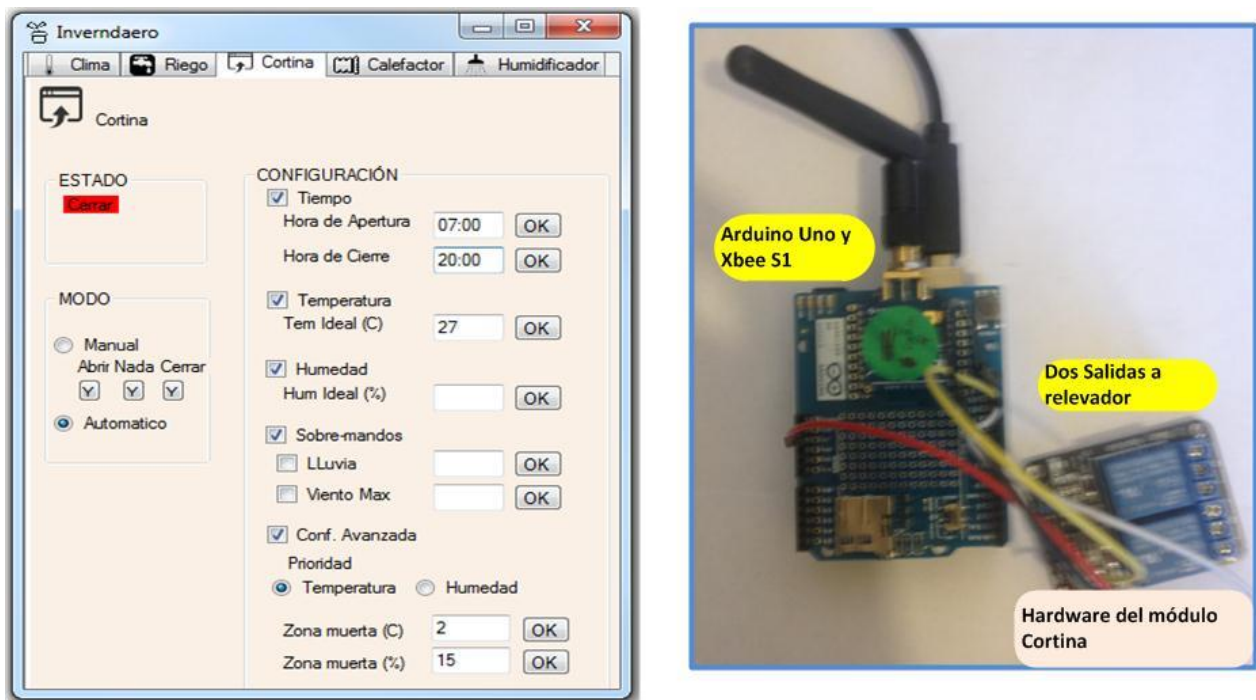 Inverndaero
Clima Riego Cortina Calefactor Humidificador
Cortina
ESTADO
Cerrar
MODO
Manual
Abrir Nada Cerrar
Automatico
CONFIGURACIÓN
Tiempo
Hora de Apertura 07:00 OK
Hora de Cierre 20:00 OK
Temperatura
Tem Ideal (C) 27 OK
Humedad
Hum Ideal (%) OK
Sobre-mandos
LLuvia OK
Viento Max OK
Conf. Avanzada
Prioridad
Temperatura Humedad
Zona muerta (C) 2 OK
Zona muerta (%) 15 OK
Arduino Uno y
Xbee S1
Dos Salidas a
relevador
Hardware del módulo
Cortina